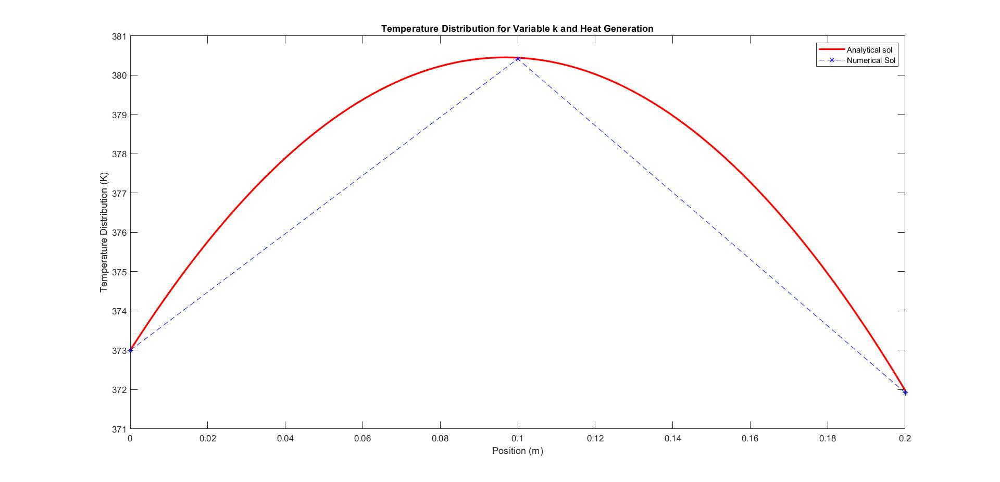 Temperature Distribution for Variable k and Heat Generation
381
380
379
378
377
376
375
374
373
372
371
Temperature Distribution (K)
Analytical sol
Numerical Sol
0 0.02 0.04 0.06 0.08 0.1 0.12 0.14 0.16 0.18 0.2
Position (m)